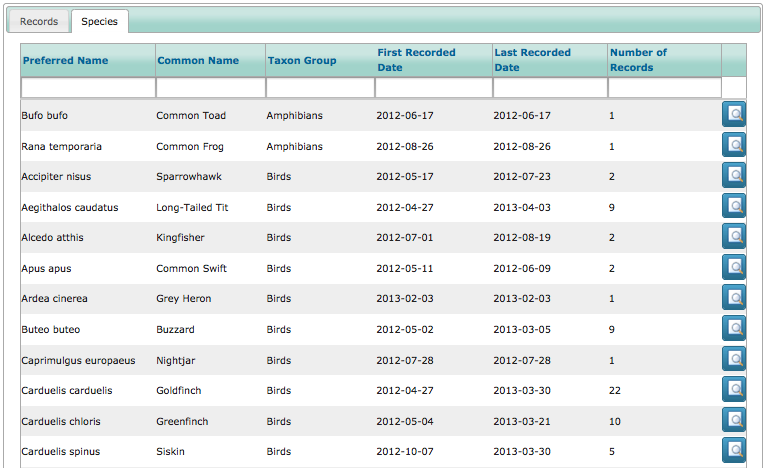 Records Species
Preferred Name Common Name Taxon Group First Recorded Date Last Recorded Date Number of Records
Bufo bufo Common Toad Amphibians 2012-06-17 2012-06-17 1
Rana temporaria Common Frog Amphibians 2012-08-26 2012-08-26 1
Accipiter nisus Sparrowhawk Birds 2012-05-17 2012-07-23 2
Aegithalos caudatus Long-Tailed Tit Birds 2012-04-27 2013-04-03 9
Alcedo atthis Kingfisher Birds 2012-07-01 2012-08-19 2
Apus apus Common Swift Birds 2012-05-11 2012-06-09 2
Ardea cinerea Grey Heron Birds 2013-02-03 2013-02-03 1
Buteo buteo Buzzard Birds 2012-05-02 2013-03-05 9
Caprimulgus europaeus Nightjar Birds 2012-07-28 2012-07-28 1
Carduelis carduelis Goldfinch Birds 2012-04-27 2013-03-30 22
Carduelis chloris Greenfinch Birds 2012-05-04 2013-03-21 10
Carduelis spinus Siskin Birds 2012-10-07 2013-03-30 5